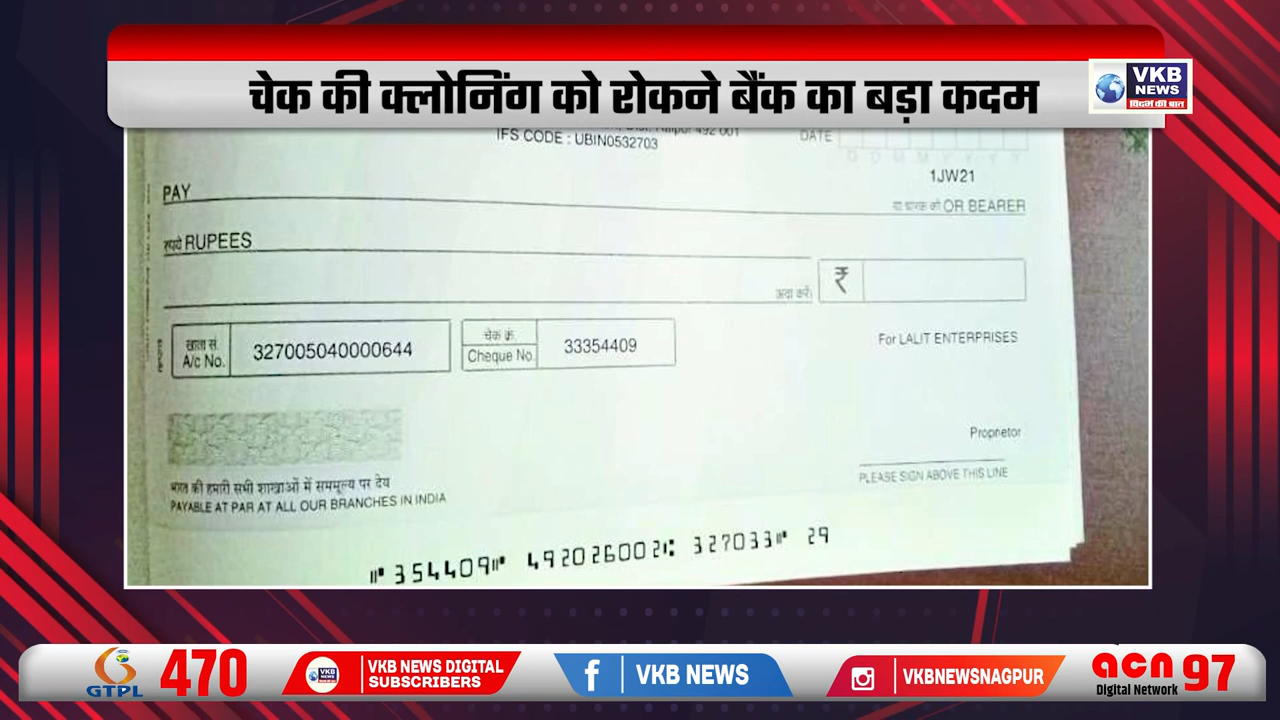 चेक की क्लोनिंग को रोकने बैंक का बड़ा कदम
VKB
NEWS
विदर्भ की बात
492 001
IFS CODE : UBIN0532703
DATE
D D M M Y Y Y Y
1JW21
PAY
या धारक को OR BEARER
रुपये RUPEES
अदा करें।
₹
खाता सं.
A/c No.
327005040000644
चेक क्रं.
Cheque No.
33354409
For LALIT ENTERPRISES
Proprietor
PLEASE SIGN ABOVE THIS LINE
भारत की हमारी सभी शाखाओं में सममूल्य पर देय
PAYABLE AT PAR AT ALL OUR BRANCHES IN INDIA
⑈354409⑈ 492026002⑆ 327033⑈ 29
GTPL
470
VKB NEWS DIGITAL
SUBSCRIBERS
VKB NEWS
VKBNEWSNAGPUR
acn 97
Digital Network